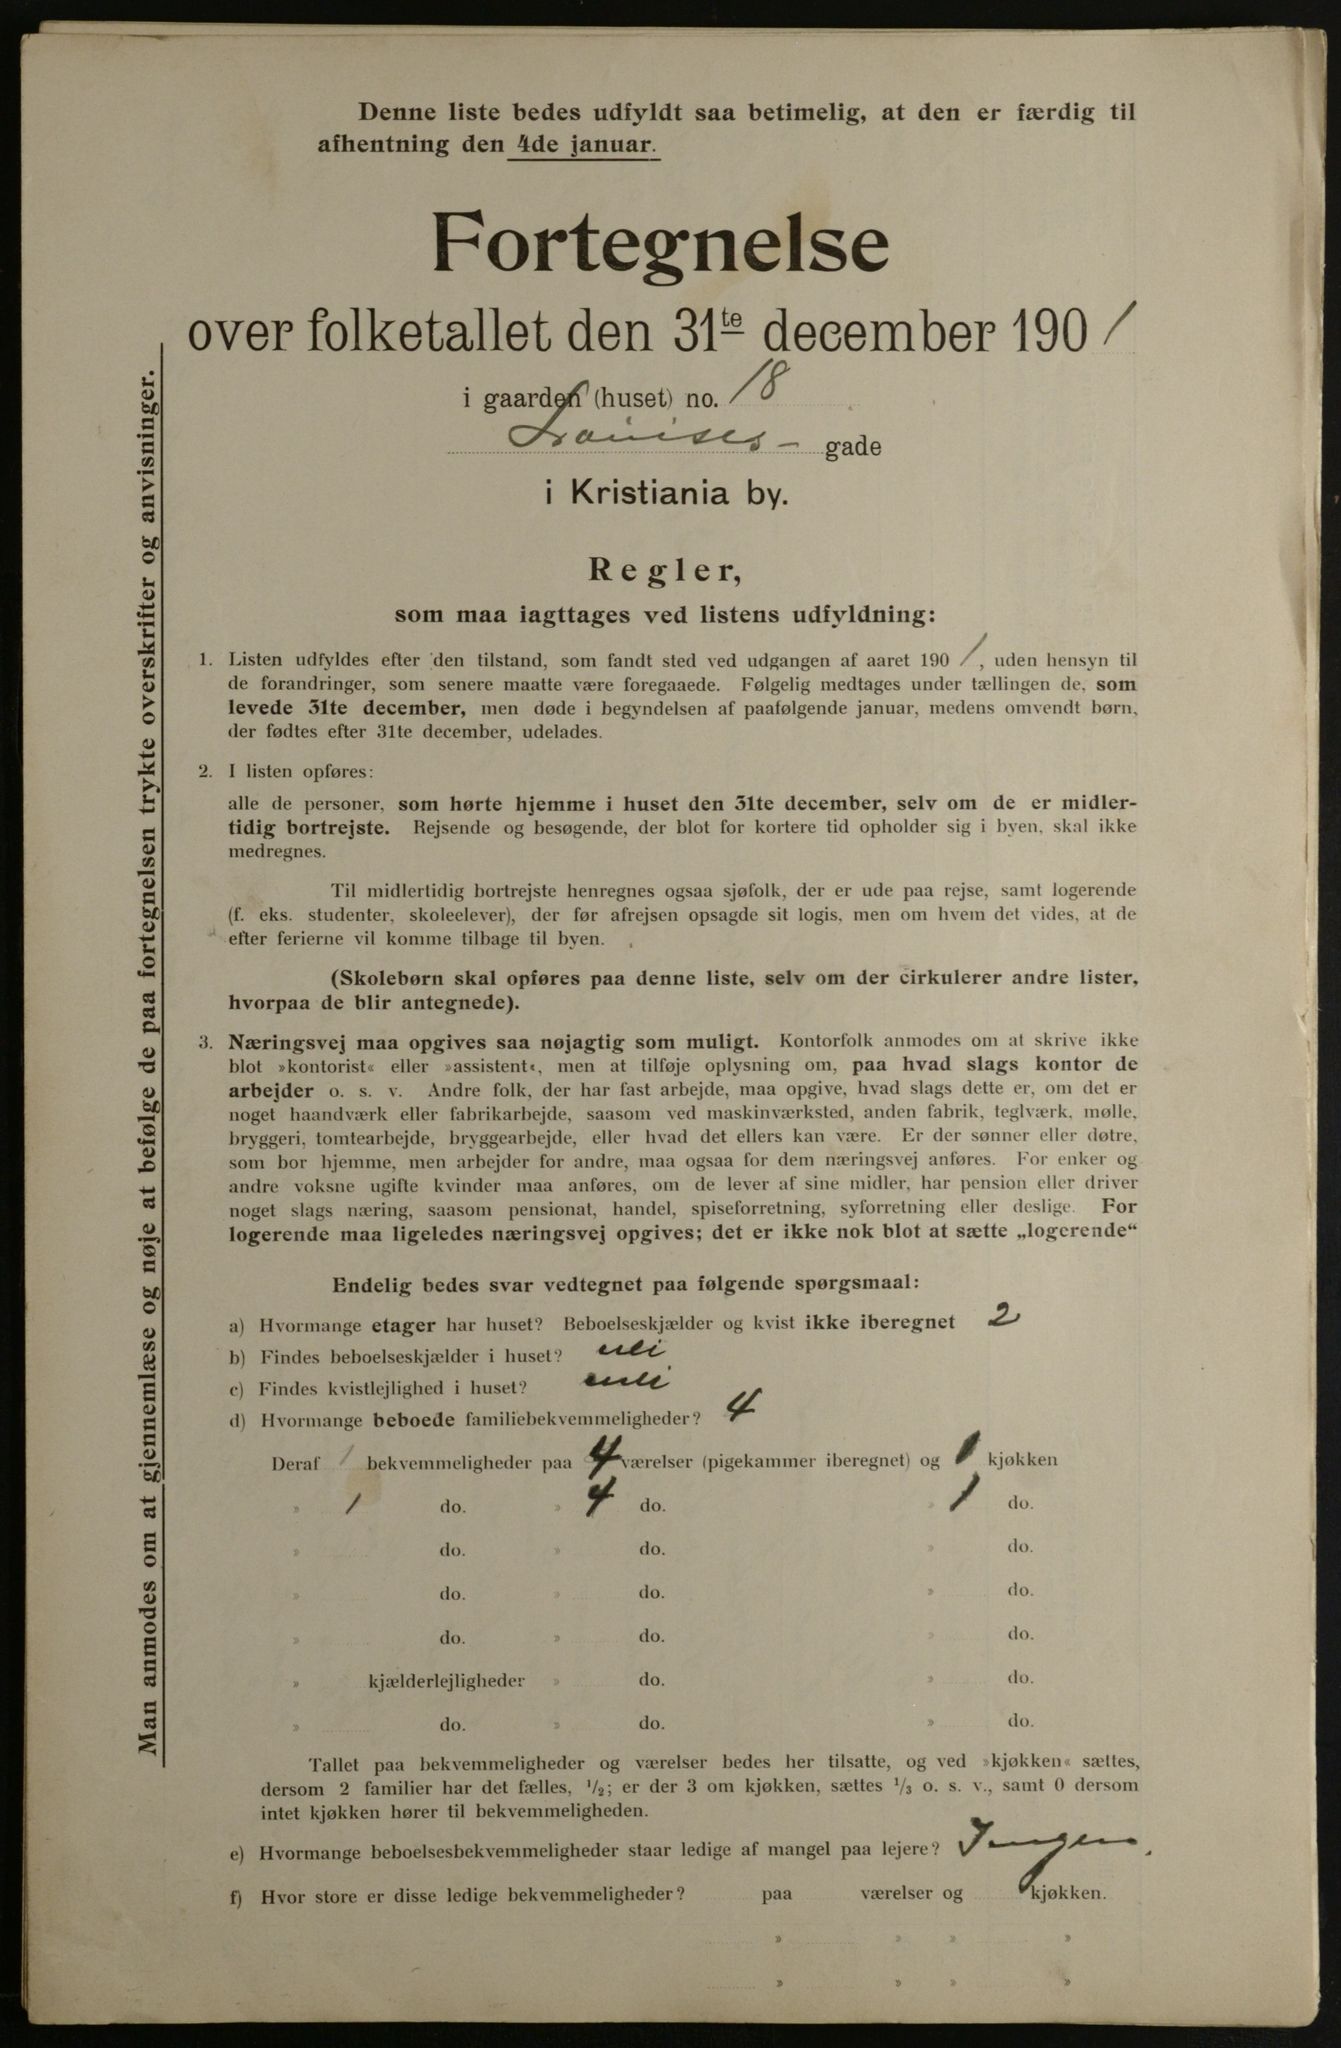 Denne liste bedes udfyldt saa betimelig, at den er færdig til
afhentning den 4de januar.
Fortegnelse
over folketallet den 31te december 1901
i gaarden (huset) no. 18
Louises- gade
i Kristiania by.
Regler,
som maa iagttages ved listens udfyldning:
1. Listen udfyldes efter den tilstand, som fandt sted ved udgangen af aaret 1901, uden hensyn til
de forandringer, som senere maatte være foregaaede. Følgelig medtages under tællingen de, som
levede 31te december, men døde i begyndelsen af paafølgende januar, medens omvendt børn,
der fødtes efter 31te december, udelades.
2. I listen opføres:
alle de personer, som hørte hjemme i huset den 31te december, selv om de er midler-
tidig bortrejste. Rejsende og besøgende, der blot for kortere tid opholder sig i byen, skal ikke
medregnes.
Til midlertidig bortrejste henregnes ogsaa sjøfolk, der er ude paa rejse, samt logerende
(f. eks. studenter, skoleelever), der før afrejsen opsagde sit logis, men om hvem det vides, at de
efter ferierne vil komme tilbage til byen.
(Skolebørn skal opføres paa denne liste, selv om der cirkulerer andre lister,
hvorpaa de blir antegnede).
3. Næringsvej maa opgives saa nøjagtig som muligt. Kontorfolk anmodes om at skrive ikke
blot »kontorist« eller »assistent«, men at tilføje oplysning om, paa hvad slags kontor de
arbejder o. s. v. Andre folk, der har fast arbejde, maa opgive, hvad slags dette er, om det er
noget haandværk eller fabrikarbejde, saasom ved maskinværksted, anden fabrik, teglværk, mølle,
bryggeri, tomtearbejde, bryggearbejde, eller hvad det ellers kan være. Er der sønner eller døtre,
som bor hjemme, men arbejder for andre, maa ogsaa for dem næringsvej anføres. For enker og
andre voksne ugifte kvinder maa anføres, om de lever af sine midler, har pension eller driver
noget slags næring, saasom pensionat, handel, spiseforretning, syforretning eller deslige. For
logerende maa ligeledes næringsvej opgives; det er ikke nok blot at sætte „logerende“
Endelig bedes svar vedtegnet paa følgende spørgsmaal:
a) Hvormange etager har huset? Beboelseskjælder og kvist ikke iberegnet 2
b) Findes beboelseskjælder i huset? nei
c) Findes kvistlejlighed i huset? nei
d) Hvormange beboede familiebekvemmeligheder? 4
Deraf 1 bekvemmeligheder paa 4 værelser (pigekammer iberegnet) og 1 kjøkken
» 1 do. » 4 do. » 1 do.
» do. » do. » do.
» do. » do. » do.
» do. » do. » do.
» kjælderlejligheder » do. » do.
» do. » do. » do.
Tallet paa bekvemmeligheder og værelser bedes her tilsatte, og ved »kjøkken« sættes,
dersom 2 familier har det fælles, 1/2; er der 3 om kjøkken, sættes 1/3 o. s. v., samt 0 dersom
intet kjøkken hører til bekvemmeligheden.
e) Hvormange beboelsesbekvemmeligheder staar ledige af mangel paa lejere? Ingen.
f) Hvor store er disse ledige bekvemmeligheder? paa værelser og kjøkken.
» » » »
» » » »
Man anmodes om at gjennemlæse og nøje at befølge de paa fortegnelsen trykte overskrifter og anvisninger.